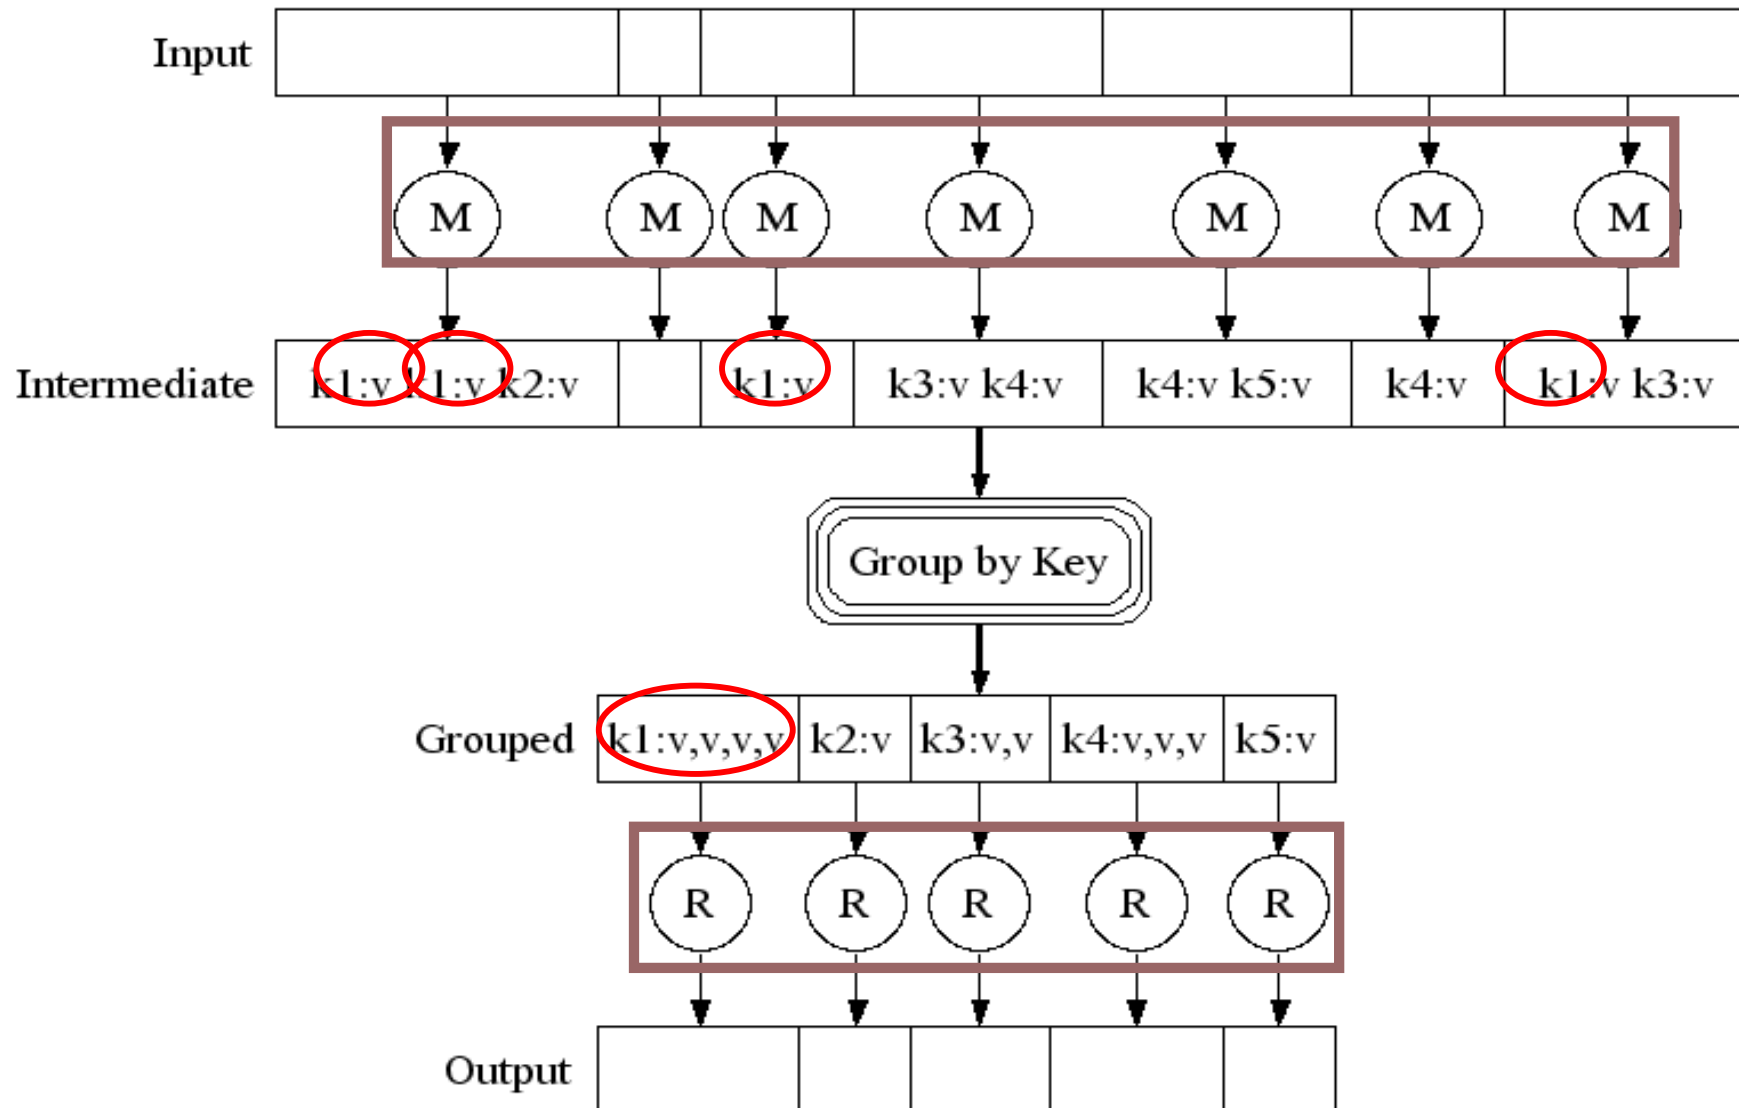 Input
M M M M M M M
Intermediate k1:v k1:v k2:v k1:v k3:v k4:v k4:v k5:v k4:v k1:v k3:v
Group by Key
Grouped k1:v,v,v,v k2:v k3:v,v k4:v,v,v k5:v
R R R R R
Output